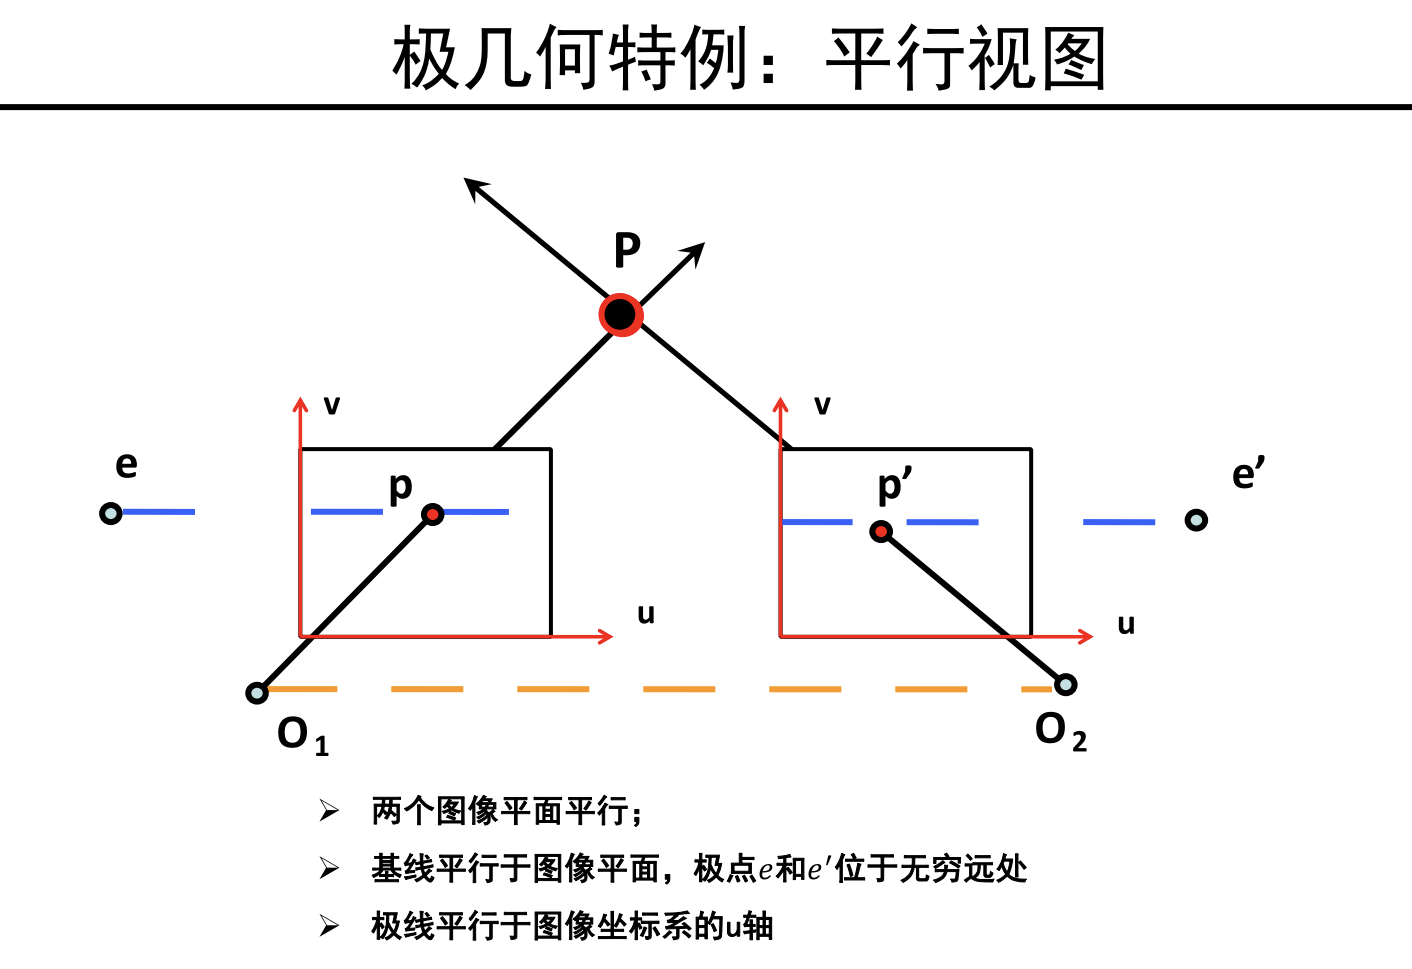 极几何特例：平行视图
P
v
v
e
p
p′
e′
u
u
O1
O2
➢ 两个图像平面平行；
➢ 基线平行于图像平面，极点e和e′位于无穷远处
➢ 极线平行于图像坐标系的u轴